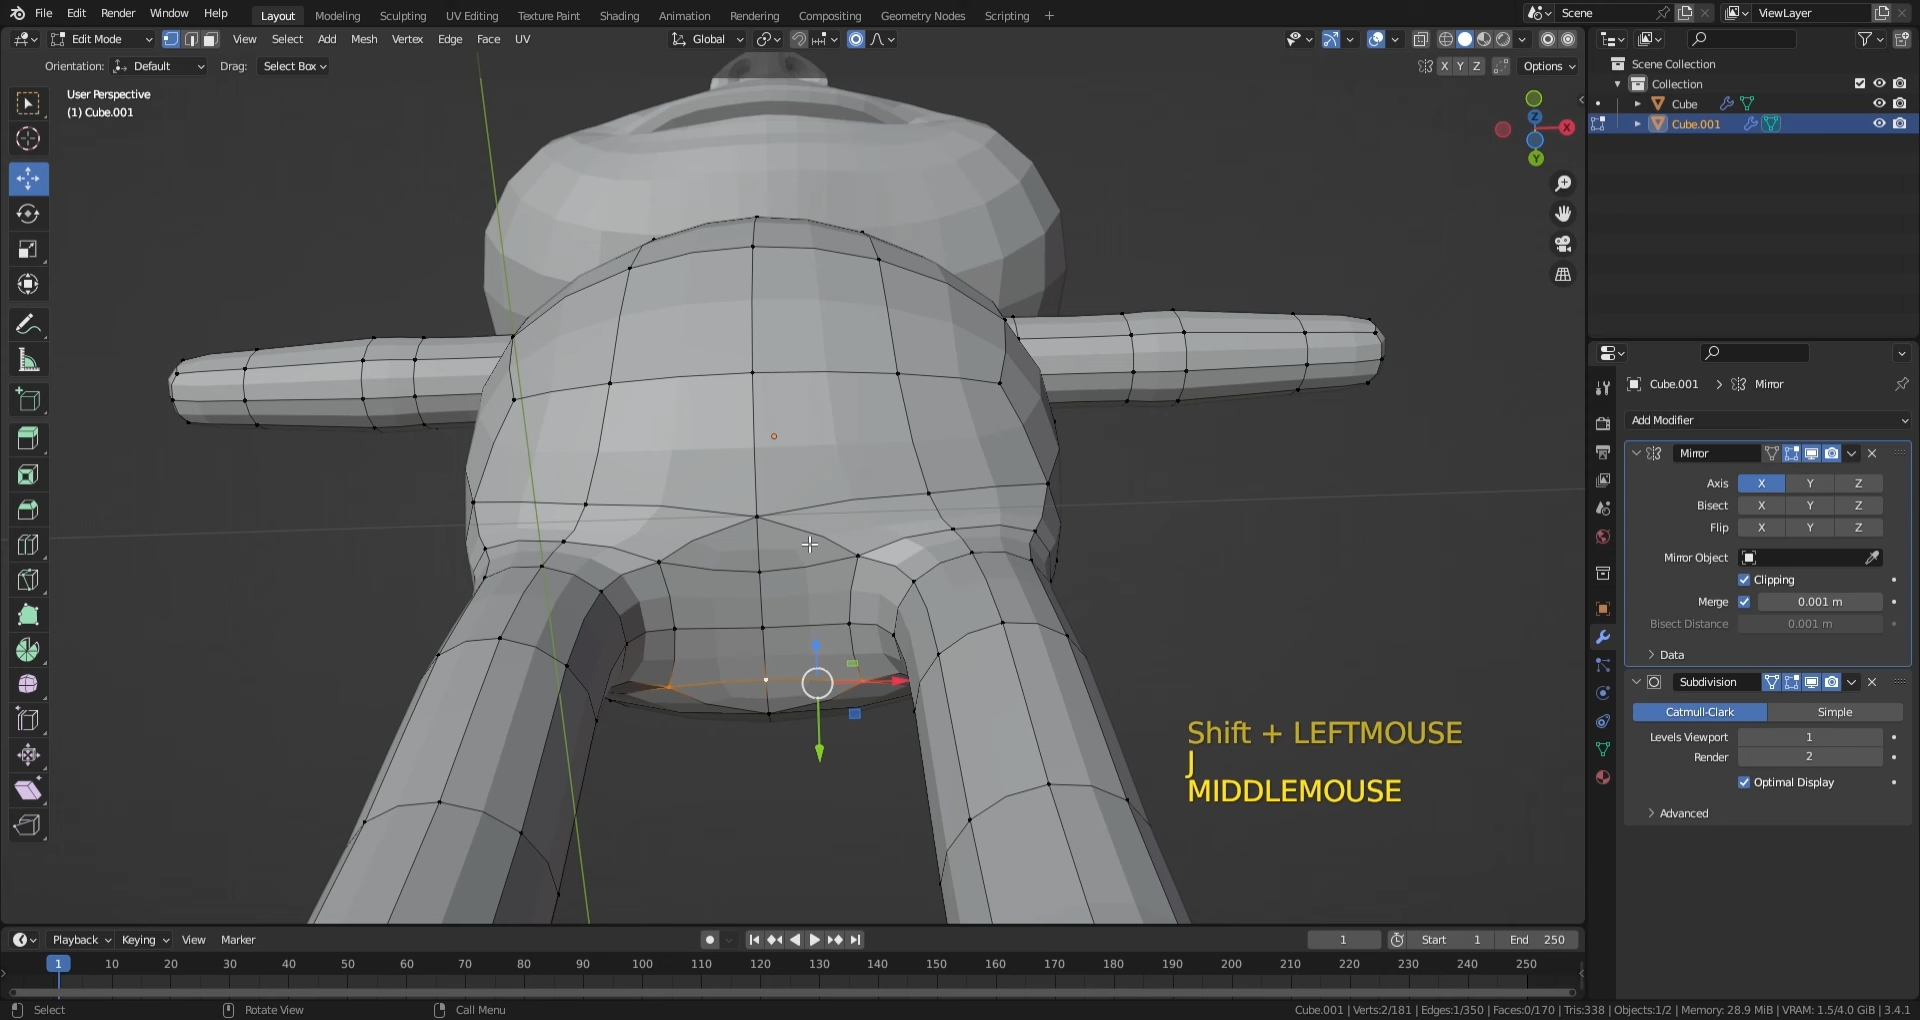 File Edit Render Window Help Layout Modeling Sculpting UV Editing Texture Paint Shading Animation Rendering Compositing Geometry Nodes Scripting + Scene ViewLayer
Edit Mode View Select Add Mesh Vertex Edge Face UV Global
Orientation: Default Drag: Select Box X Y Z Options
User Perspective
(1) Cube.001
Z
X
Y
Scene Collection
Collection
Cube
Cube.001
Cube.001 > Mirror
Add Modifier
Mirror
Axis X Y Z
Bisect X Y Z
Flip X Y Z
Mirror Object
Clipping
Merge 0.001 m
Bisect Distance 0.001 m
Data
Subdivision
Catmull-Clark Simple
Levels Viewport 1
Render 2
Optimal Display
Advanced
Shift + LEFTMOUSE
J
MIDDLEMOUSE
Playback Keying View Marker 1 Start 1 End 250
1 10 20 30 40 50 60 70 80 90 100 110 120 130 140 150 160 170 180 190 200 210 220 230 240 250
Select Rotate View Call Menu Cube.001 | Verts:2/181 | Edges:1/350 | Faces:0/170 | Tris:338 | Objects:1/2 | Memory: 28.9 MiB | VRAM: 1.5/4.0 GiB | 3.4.1